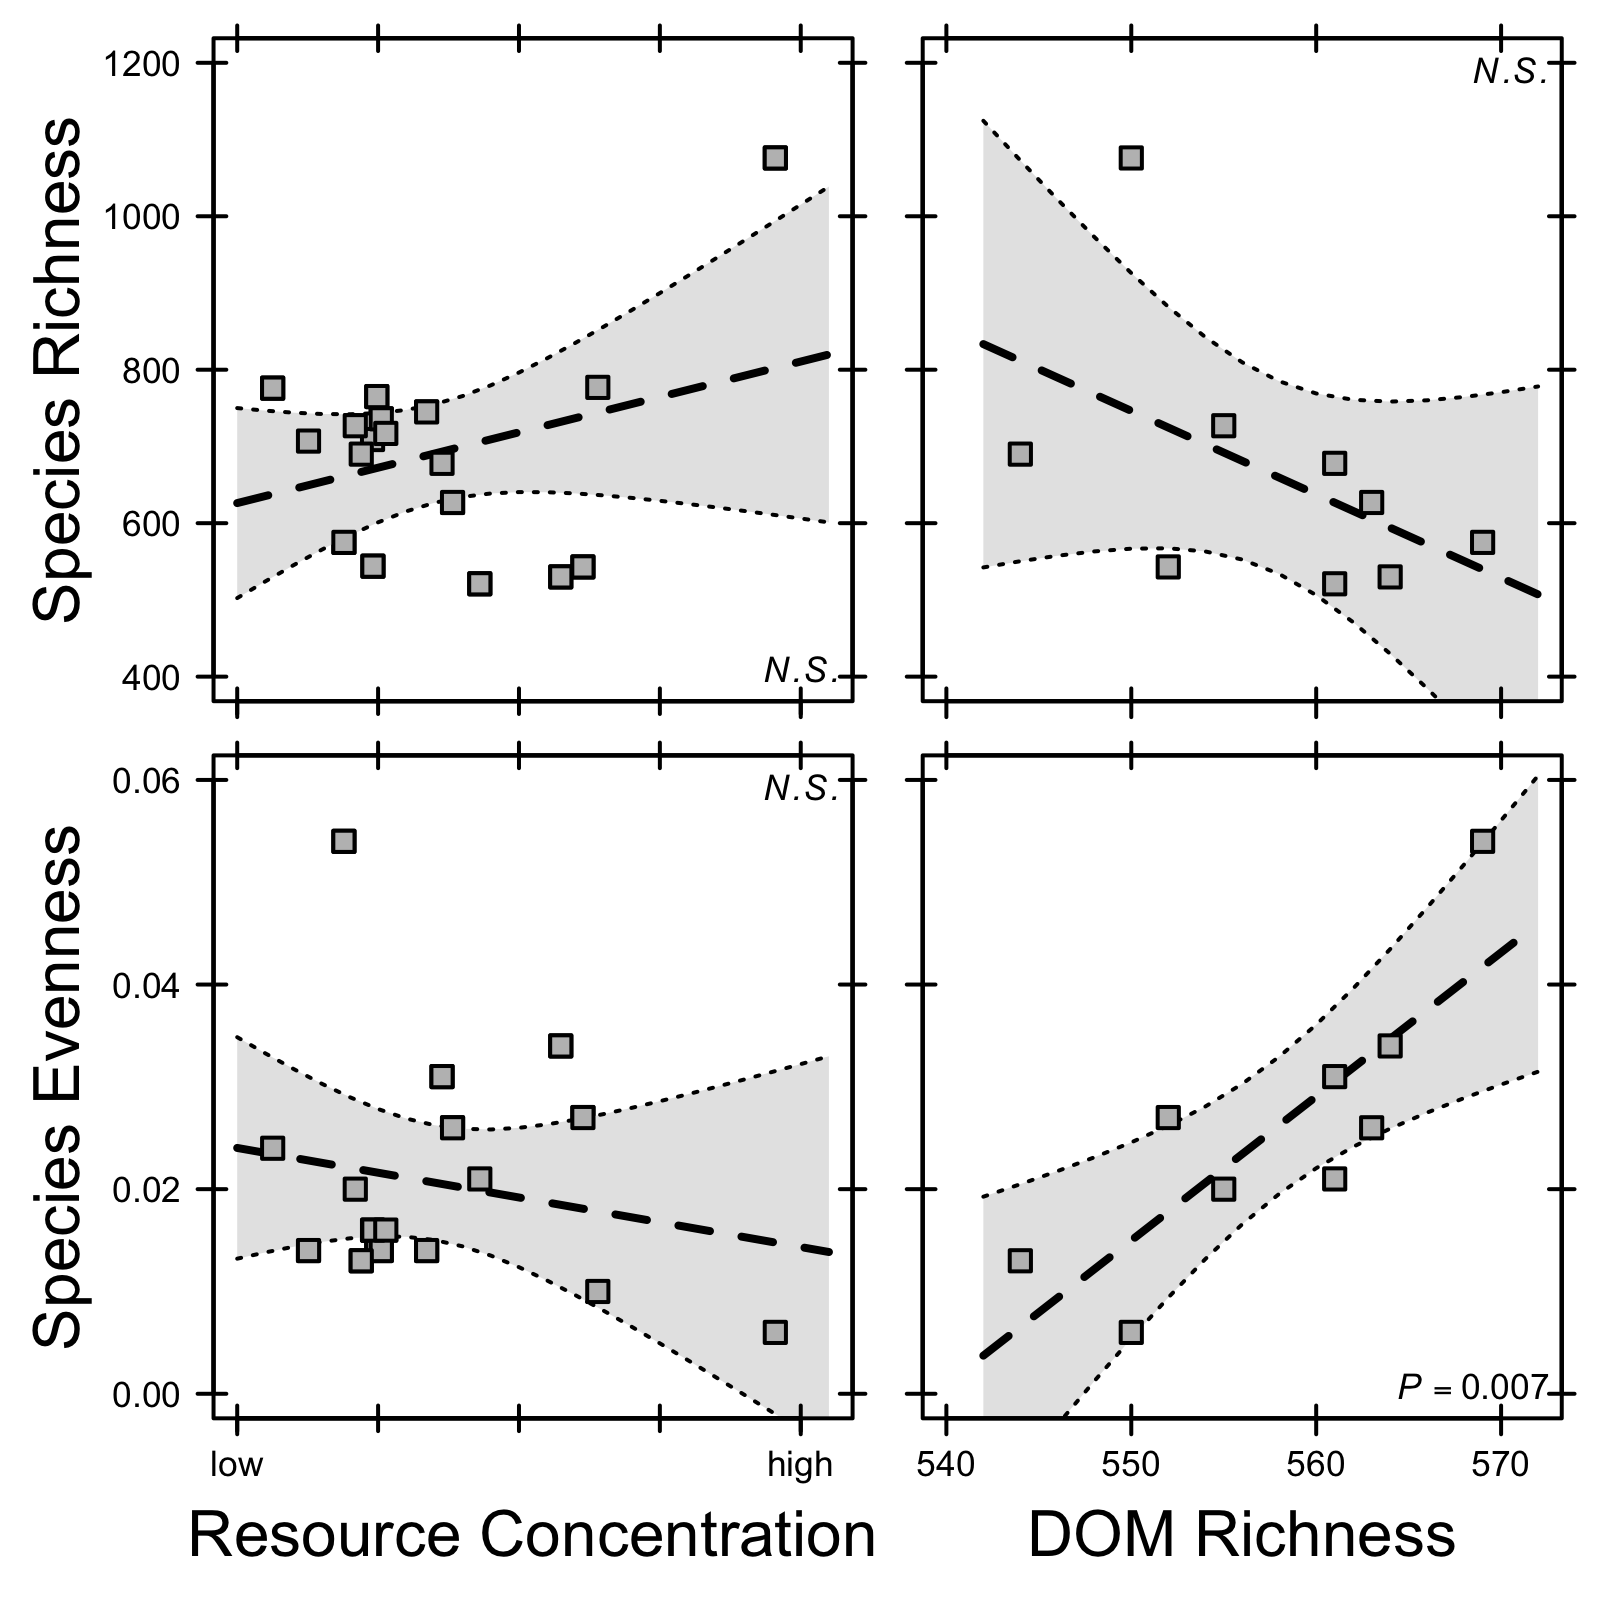 Species Richness
1200
1000
800
600
400
N.S.
N.S.
Species Evenness
0.06
0.04
0.02
0.00
N.S.
P = 0.007
low
high
540
550
560
570
Resource Concentration
DOM Richness